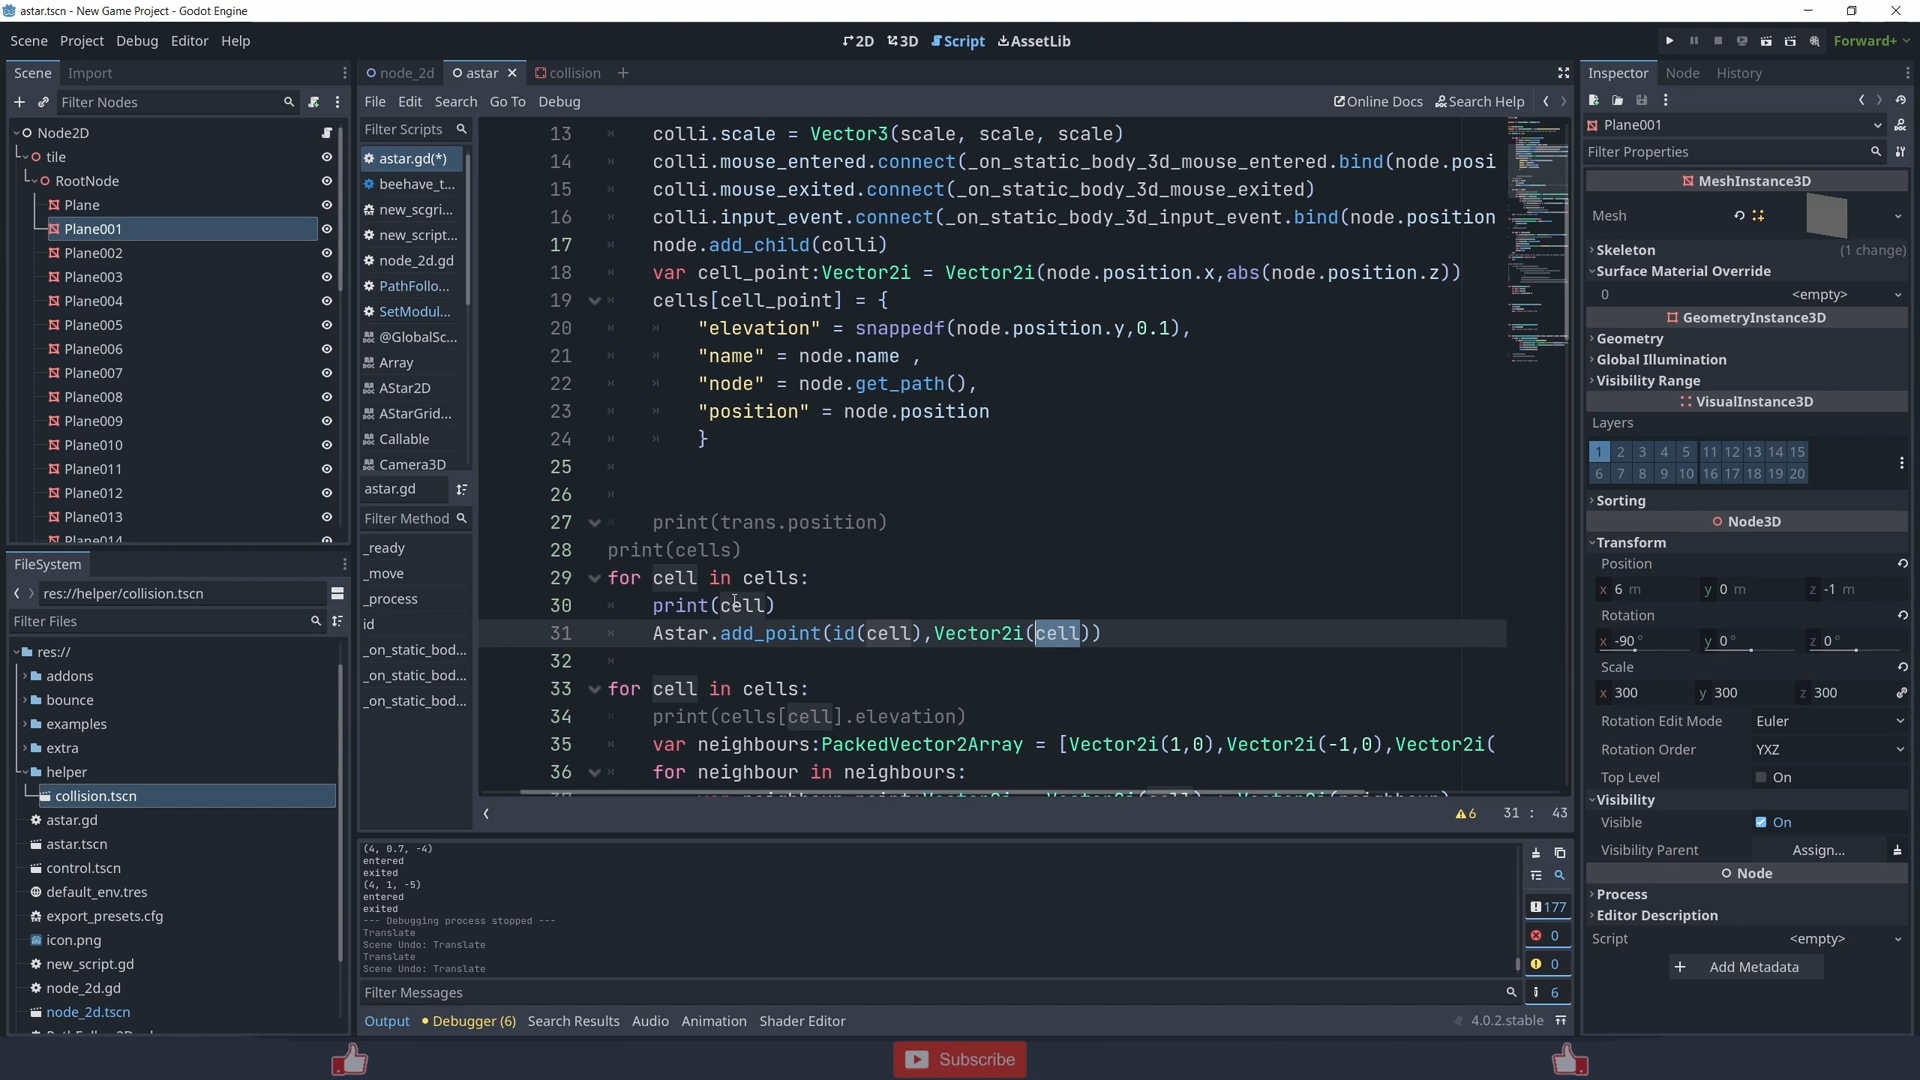 astar.tscn - New Game Project - Godot Engine
Scene Project Debug Editor Help
2D 3D Script AssetLib
Forward+
Scene Import
Filter Nodes
Node2D
tile
RootNode
Plane
Plane001
Plane002
Plane003
Plane004
Plane005
Plane006
Plane007
Plane008
Plane009
Plane010
Plane011
Plane012
Plane013
Plane014
FileSystem
res://helper/collision.tscn
Filter Files
res://
addons
bounce
examples
extra
helper
collision.tscn
astar.gd
astar.tscn
control.tscn
default_env.tres
export_presets.cfg
icon.png
new_script.gd
node_2d.gd
node_2d.tscn
node_2d astar collision
File Edit Search Go To Debug
Online Docs Search Help
Filter Scripts
astar.gd(*)
beehave_t...
new_scgri...
new_script...
node_2d.gd
PathFollo...
SetModul...
@GlobalSc...
Array
AStar2D
AStarGrid...
Callable
Camera3D
astar.gd
Filter Method
_ready
_move
_process
id
_on_static_bod...
_on_static_bod...
_on_static_bod...
13 colli.scale = Vector3(scale, scale, scale)
14 colli.mouse_entered.connect(_on_static_body_3d_mouse_entered.bind(node.posi
15 colli.mouse_exited.connect(_on_static_body_3d_mouse_exited)
16 colli.input_event.connect(_on_static_body_3d_input_event.bind(node.position
17 node.add_child(colli)
18 var cell_point:Vector2i = Vector2i(node.position.x,abs(node.position.z))
19 cells[cell_point] = {
20 "elevation" = snappedf(node.position.y,0.1),
21 "name" = node.name ,
22 "node" = node.get_path(),
23 "position" = node.position
24 }
25
26
27 print(trans.position)
28 print(cells)
29 for cell in cells:
30 print(cell)
31 Astar.add_point(id(cell),Vector2i(cell))
32
33 for cell in cells:
34 print(cells[cell].elevation)
35 var neighbours:PackedVector2Array = [Vector2i(1,0),Vector2i(-1,0),Vector2i(
36 for neighbour in neighbours:
6 31 : 43
(4, 0.7, -4)
entered
exited
(4, 1, -5)
entered
exited
--- Debugging process stopped ---
Translate
Scene Undo: Translate
Translate
Scene Undo: Translate
177
0
0
6
Filter Messages
Output Debugger (6) Search Results Audio Animation Shader Editor
4.0.2.stable
Inspector Node History
Plane001
Filter Properties
MeshInstance3D
Mesh
Skeleton (1 change)
Surface Material Override
0 <empty>
GeometryInstance3D
Geometry
Global Illumination
Visibility Range
VisualInstance3D
Layers
1 2 3 4 5 11 12 13 14 15
6 7 8 9 10 16 17 18 19 20
Sorting
Node3D
Transform
Position
x 6 m y 0 m z -1 m
Rotation
x -90 ° y 0 ° z 0 °
Scale
x 300 y 300 z 300
Rotation Edit Mode Euler
Rotation Order YXZ
Top Level On
Visibility
Visible On
Visibility Parent Assign...
Node
Process
Editor Description
Script <empty>
+ Add Metadata
Subscribe